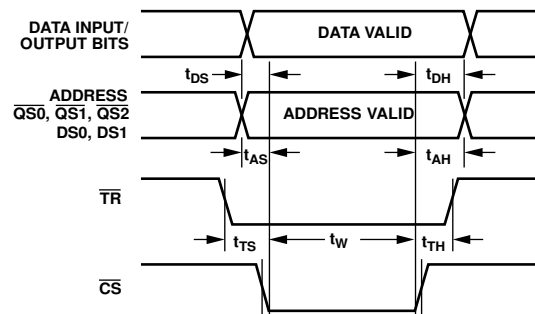 DATA INPUT/
OUTPUT BITS
DATA VALID
tDS
tDH
ADDRESS
QS0, QS1, QS2
DS0, DS1
ADDRESS VALID
tAS
tAH
TR
tTS
tW
tTH
CS